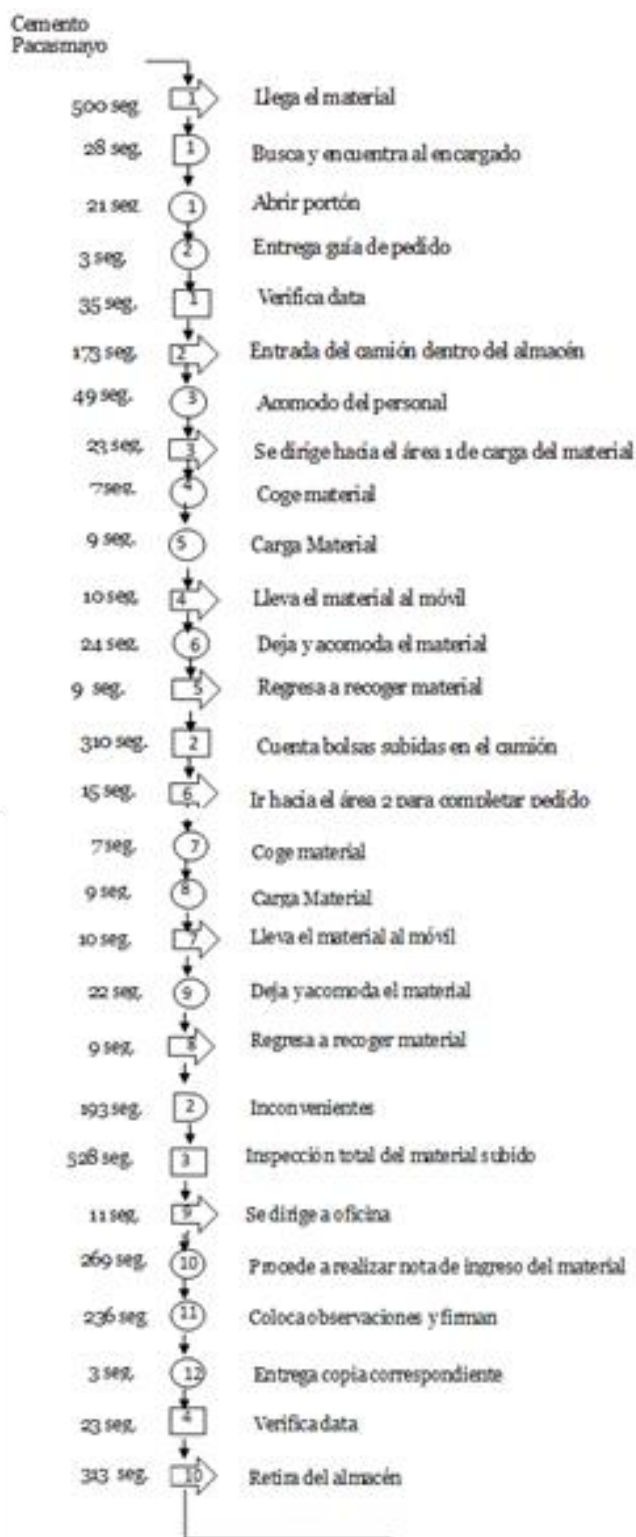 Cemento
Pacasmayo
500 seg. 1 Llega el material
28 seg. 1 Busca y encuentra al encargado
21 seg. 1 Abrir portón
3 seg. 2 Entrega guía de pedido
35 seg. 1 Verifica data
173 seg. 2 Entrada del camión dentro del almacén
49 seg. 3 Acomodo del personal
23 seg. 3 Se dirige hacia el área 1 de carga del material
7 seg. 4 Coge material
9 seg. 5 Carga Material
10 seg. 4 Lleva el material al móvil
24 seg. 6 Deja y acomoda el material
9 seg. 5 Regresa a recoger material
310 seg. 2 Cuenta bolsas subidas en el camión
15 seg. 6 Ir hacia el área 2 para completar pedido
7 seg. 7 Coge material
9 seg. 8 Carga Material
10 seg. 7 Lleva el material al móvil
22 seg. 9 Deja y acomoda el material
9 seg. 8 Regresa a recoger material
193 seg. 2 Inconvenientes
528 seg. 3 Inspección total del material subido
11 seg. 9 Se dirige a oficina
269 seg. 10 Procede a realizar nota de ingreso del material
236 seg 11 Coloca observaciones y firman
3 seg. 12 Entrega copia correspondiente
23 seg. 4 Verifica data
313 seg. 10 Retira del almacén